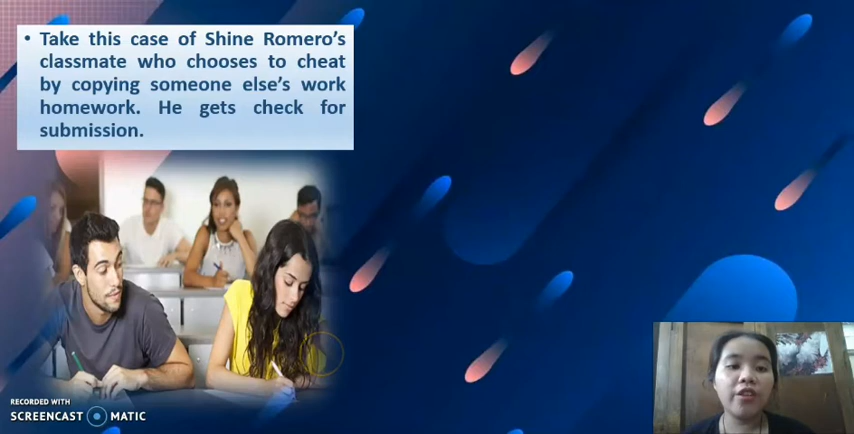 • Take this case of Shine Romero’s
classmate who chooses to cheat
by copying someone else’s work
homework. He gets check for
submission.
RECORDED WITH
SCREENCAST MATIC